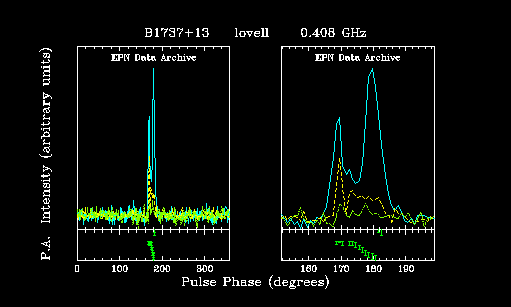 B1737+13 lovell 0.408 GHz
EPN Data Archive EPN Data Archive
P.A. Intensity (arbitrary units)
0 100 200 300 160 170 180 190
Pulse Phase (degrees)